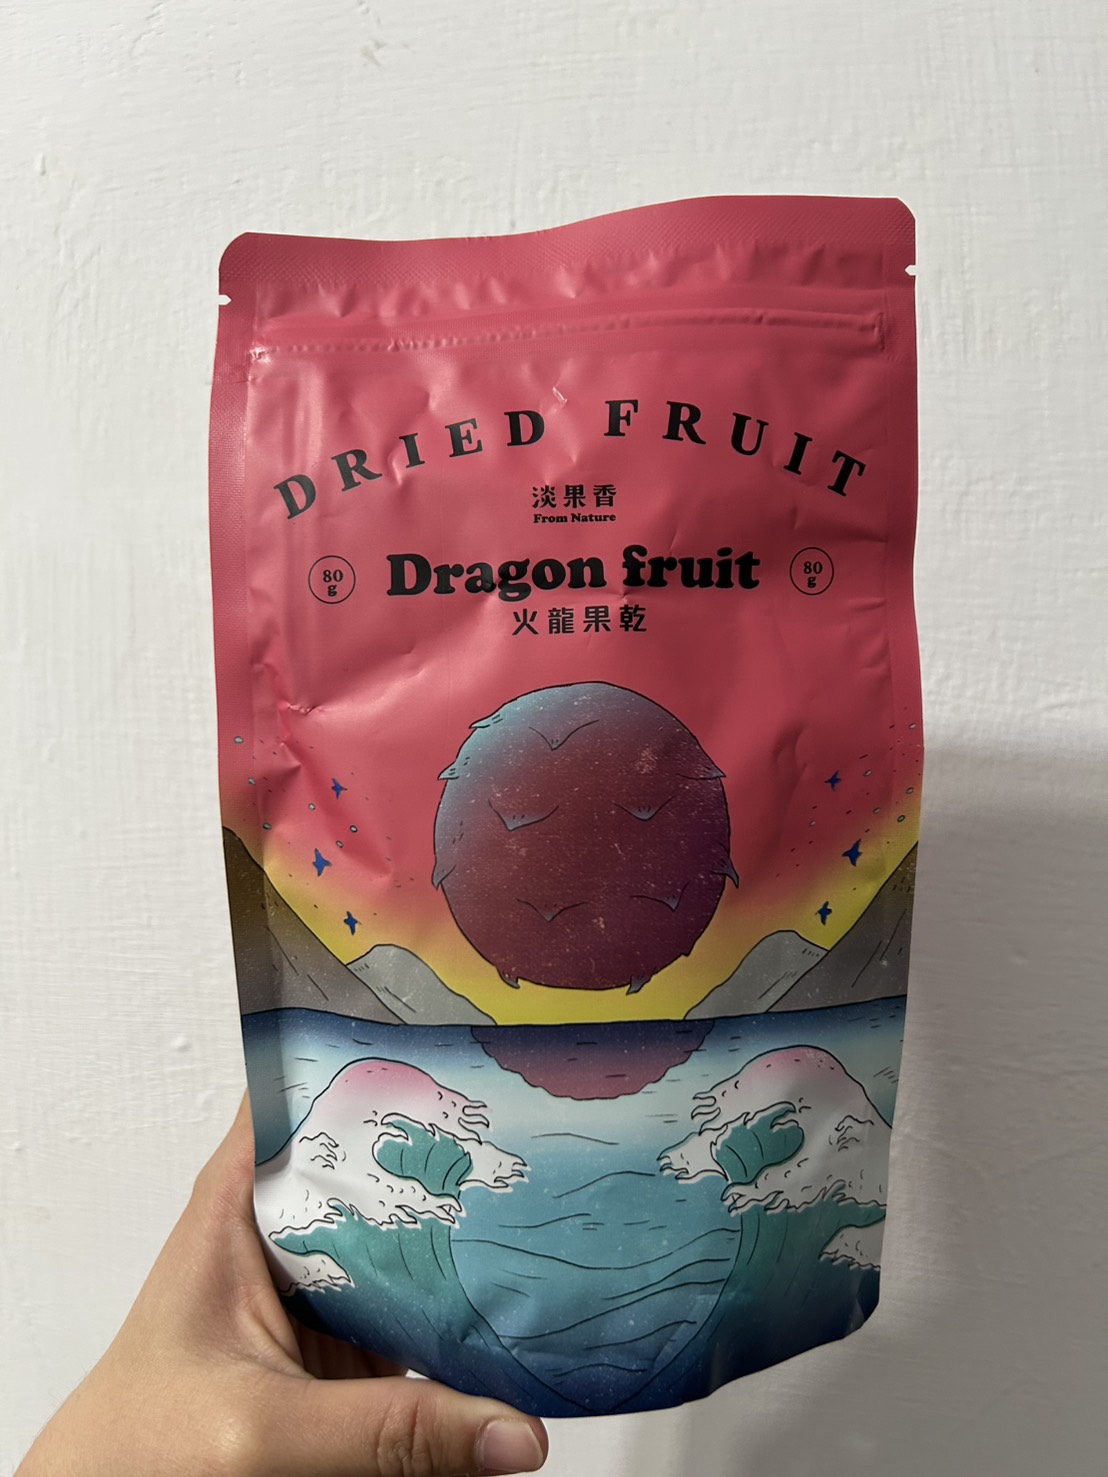 DRIED FRUIT
淡果香
From Nature
80
g
Dragon fruit
80
g
火龍果乾